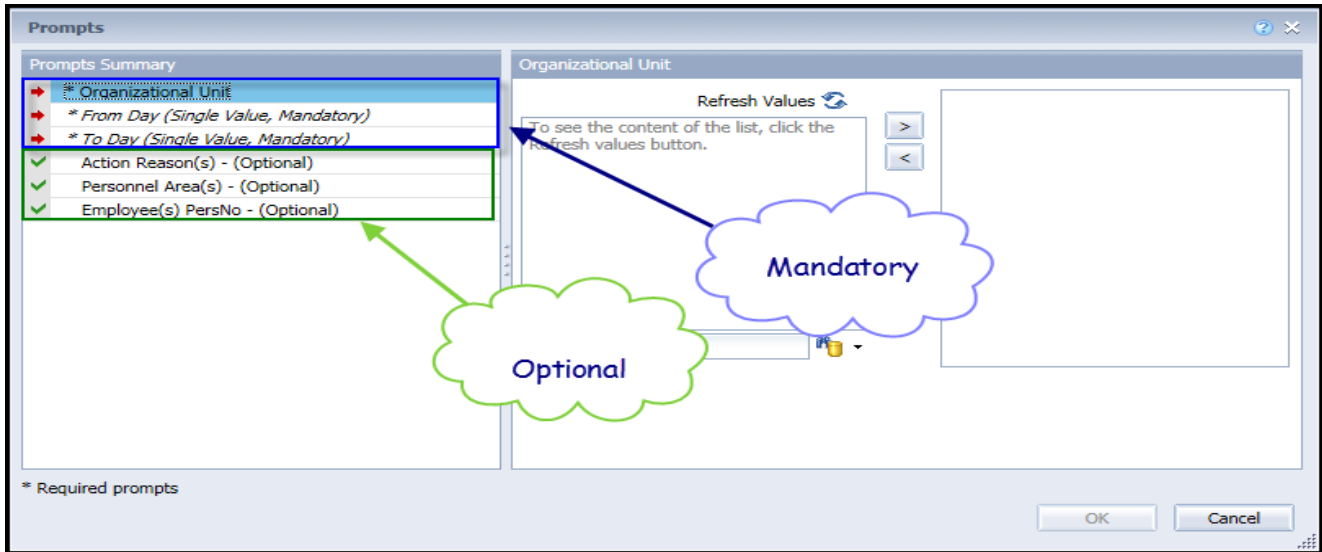 Prompts
Prompts Summary
* Organizational Unit
* From Day (Single Value, Mandatory)
* To Day (Single Value, Mandatory)
Action Reason(s) - (Optional)
Personnel Area(s) - (Optional)
Employee(s) PersNo - (Optional)
Organizational Unit
Refresh Values
To see the content of the list, click the
Refresh values button.
>
<
Mandatory
Optional
* Required prompts
OK
Cancel